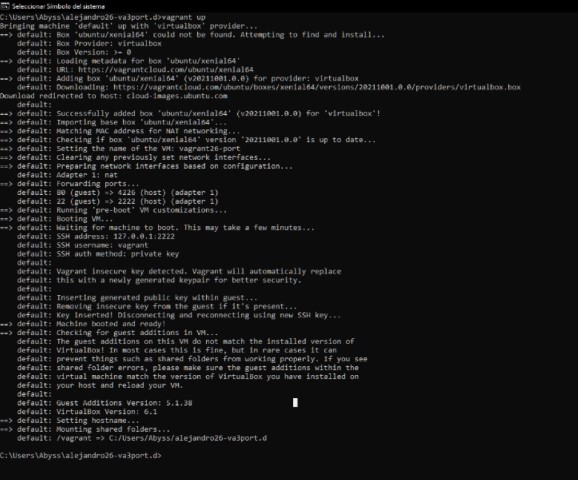 Seleccionar Símbolo del sistema
C:\Users\Abyss\alejandro26-va3port.d>vagrant up
Bringing machine 'default' up with 'virtualbox' provider...
==> default: Box 'ubuntu/xenial64' could not be found. Attempting to find and install...
    default: Box Provider: virtualbox
    default: Box Version: >= 0
==> default: Loading metadata for box 'ubuntu/xenial64'
    default: URL: https://vagrantcloud.com/ubuntu/xenial64
==> default: Adding box 'ubuntu/xenial64' (v20211001.0.0) for provider: virtualbox
    default: Downloading: https://vagrantcloud.com/ubuntu/boxes/xenial64/versions/20211001.0.0/providers/virtualbox.box
Download redirected to host: cloud-images.ubuntu.com
    default:
==> default: Successfully added box 'ubuntu/xenial64' (v20211001.0.0) for 'virtualbox'!
==> default: Importing base box 'ubuntu/xenial64'...
==> default: Matching MAC address for NAT networking...
==> default: Checking if box 'ubuntu/xenial64' version '20211001.0.0' is up to date...
==> default: Setting the name of the VM: vagrant26-port
==> default: Clearing any previously set network interfaces...
==> default: Preparing network interfaces based on configuration...
    default: Adapter 1: nat
==> default: Forwarding ports...
    default: 80 (guest) => 4226 (host) (adapter 1)
    default: 22 (guest) => 2222 (host) (adapter 1)
==> default: Running 'pre-boot' VM customizations...
==> default: Booting VM...
==> default: Waiting for machine to boot. This may take a few minutes...
    default: SSH address: 127.0.0.1:2222
    default: SSH username: vagrant
    default: SSH auth method: private key
    default:
    default: Vagrant insecure key detected. Vagrant will automatically replace
    default: this with a newly generated keypair for better security.
    default:
    default: Inserting generated public key within guest...
    default: Removing insecure key from the guest if it's present...
    default: Key inserted! Disconnecting and reconnecting using new SSH key...
==> default: Machine booted and ready!
==> default: Checking for guest additions in VM...
    default: The guest additions on this VM do not match the installed version of
    default: VirtualBox! In most cases this is fine, but in rare cases it can
    default: prevent things such as shared folders from working properly. If you see
    default: shared folder errors, please make sure the guest additions within the
    default: virtual machine match the version of VirtualBox you have installed on
    default: your host and reload your VM.
    default:
    default: Guest Additions Version: 5.1.38
    default: VirtualBox Version: 6.1
==> default: Setting hostname...
==> default: Mounting shared folders...
    default: /vagrant => C:/Users/Abyss/alejandro26-va3port.d
C:\Users\Abyss\alejandro26-va3port.d>